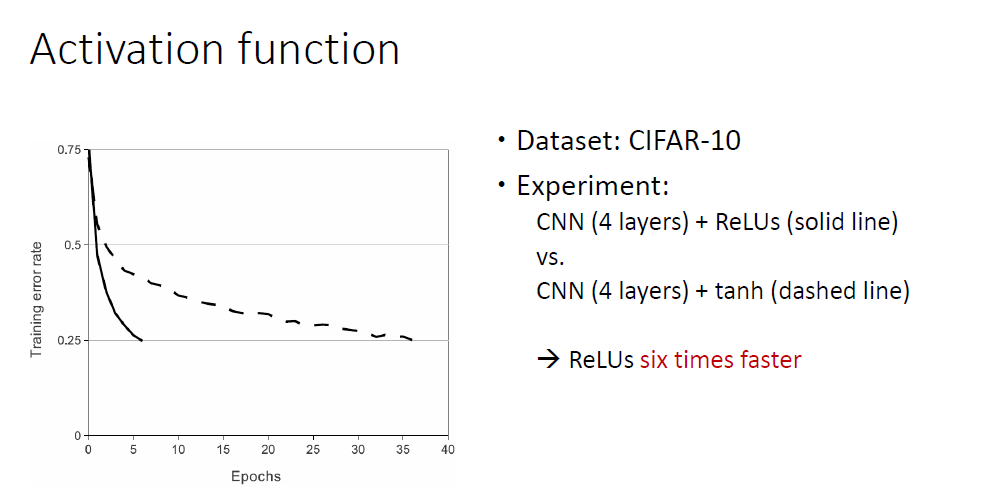 Activation function
• Dataset: CIFAR-10
• Experiment:
CNN (4 layers) + ReLUs (solid line)
vs.
CNN (4 layers) + tanh (dashed line)
→ ReLUs six times faster
Training error rate
0.75
0.5
0.25
0
0 5 10 15 20 25 30 35 40
Epochs